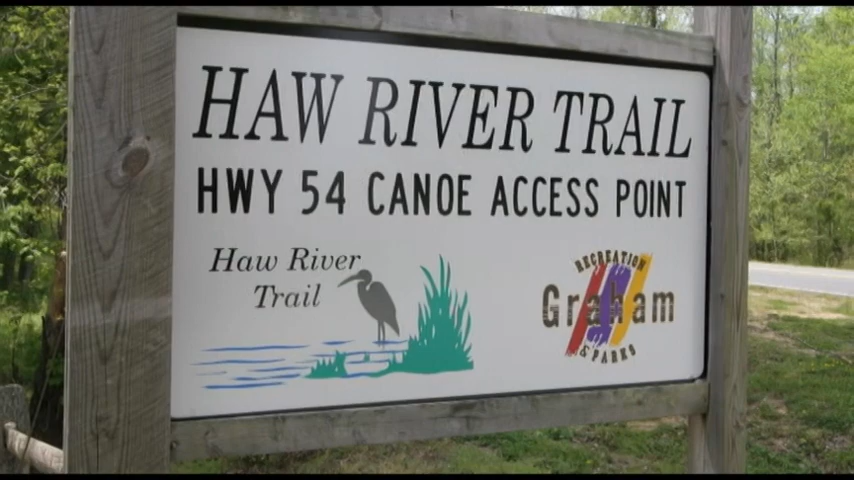 HAW RIVER TRAIL
HWY 54 CANOE ACCESS POINT
Haw River
Trail
RECREATION
Graham
& PARKS